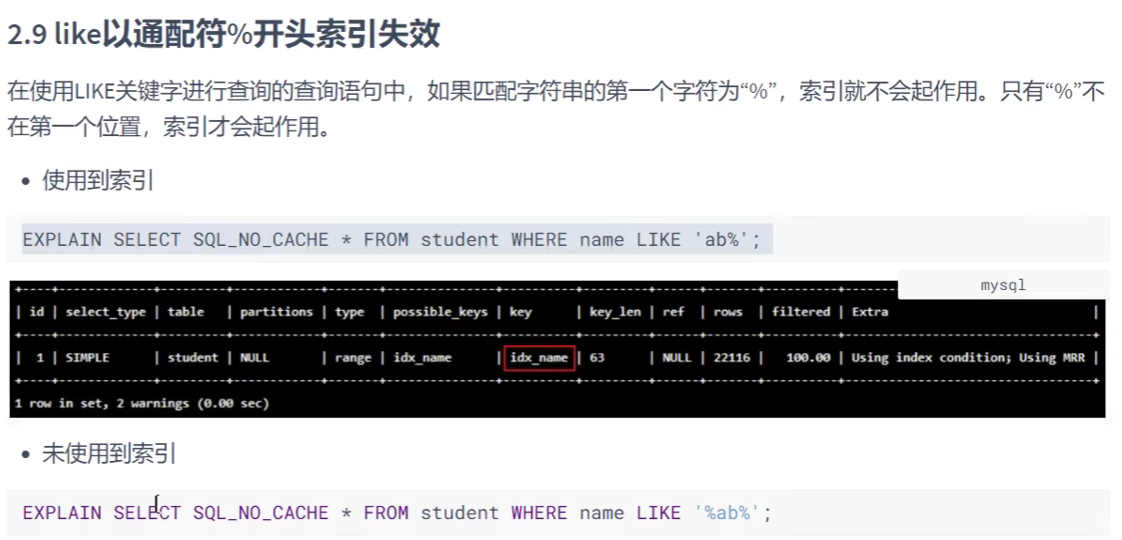 2.9 like以通配符%开头索引失效
在使用LIKE关键字进行查询的查询语句中，如果匹配字符串的第一个字符为“%”，索引就不会起作用。只有“%”不
在第一个位置，索引才会起作用。
• 使用到索引
EXPLAIN SELECT SQL_NO_CACHE * FROM student WHERE name LIKE 'ab%';
mysql
| id | select_type | table | partitions | type | possible_keys | key | key_len | ref | rows | filtered | Extra |
| 1 | SIMPLE | student | NULL | range | idx_name | idx_name | 63 | NULL | 22116 | 100.00 | Using index condition; Using MRR |
1 row in set, 2 warnings (0.00 sec)
• 未使用到索引
EXPLAIN SELECT SQL_NO_CACHE * FROM student WHERE name LIKE '%ab%';